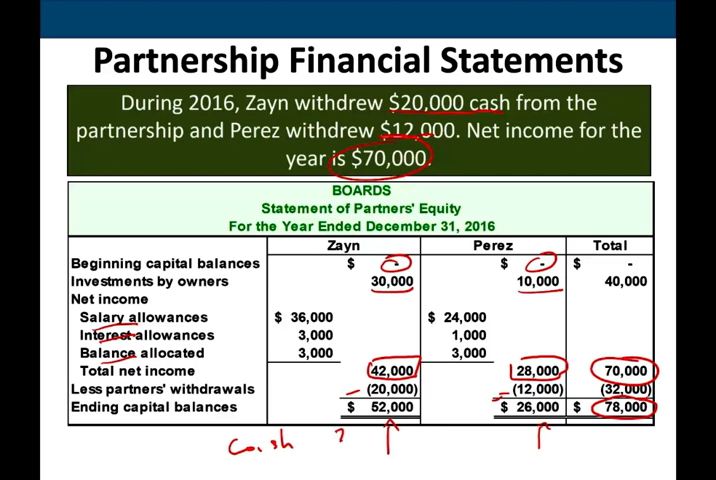 Partnership Financial Statements
During 2016, Zayn withdrew $20,000 cash from the
partnership and Perez withdrew $12,000. Net income for the
year is $70,000.
BOARDS
Statement of Partners' Equity
For the Year Ended December 31, 2016
Zayn Perez Total
Beginning capital balances $ - $ - $ -
Investments by owners 30,000 10,000 40,000
Net income
Salary allowances $ 36,000 $ 24,000
Interest allowances 3,000 1,000
Balance allocated 3,000 3,000
Total net income 42,000 28,000 70,000
Less partners' withdrawals (20,000) (12,000) (32,000)
Ending capital balances $ 52,000 $ 26,000 $ 78,000
Cash ?